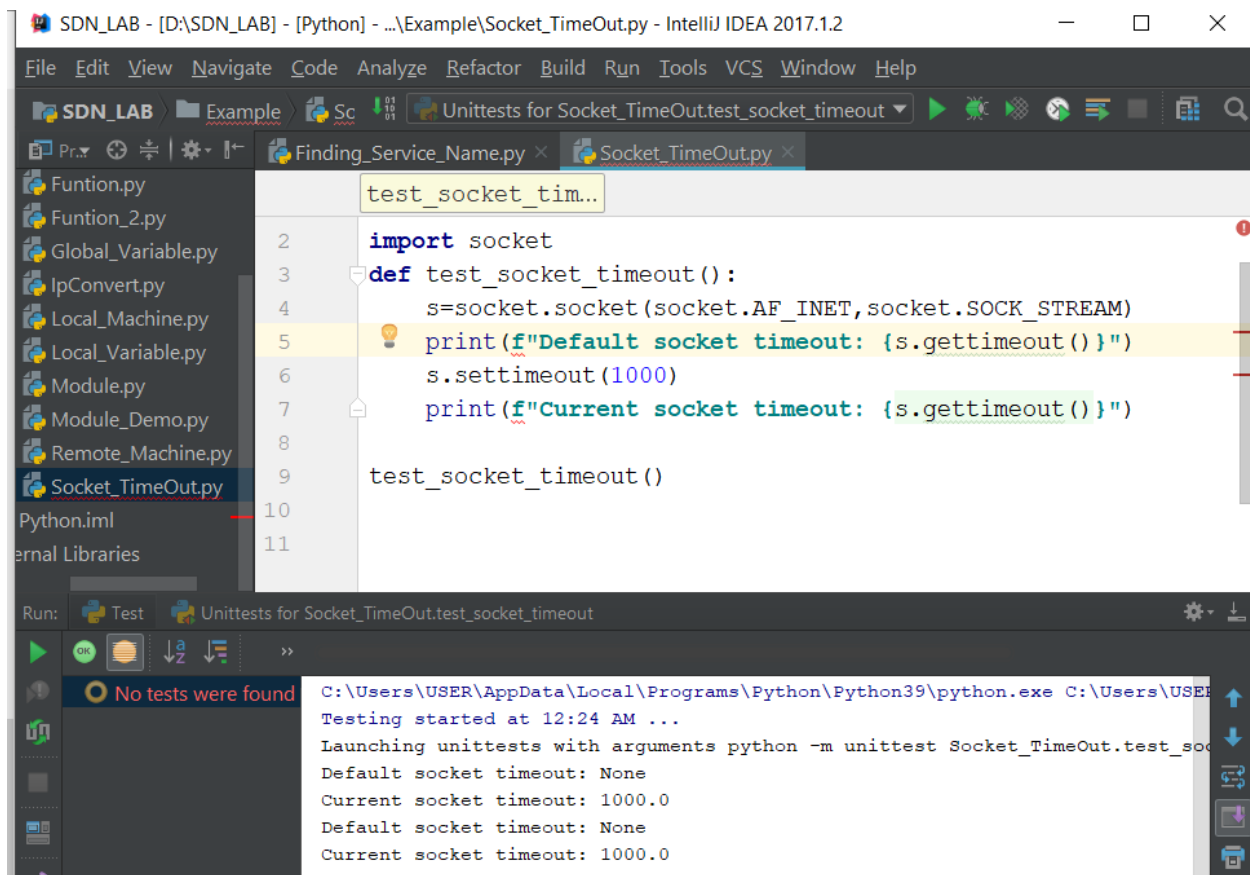 SDN_LAB - [D:\SDN_LAB] - [Python] - ...\Example\Socket_TimeOut.py - IntelliJ IDEA 2017.1.2
File Edit View Navigate Code Analyze Refactor Build Run Tools VCS Window Help
SDN_LAB Example Sc Unittests for Socket_TimeOut.test_socket_timeout
Pr... Finding_Service_Name.py Socket_TimeOut.py
Funtion.py
Funtion_2.py
Global_Variable.py
IpConvert.py
Local_Machine.py
Local_Variable.py
Module.py
Module_Demo.py
Remote_Machine.py
Socket_TimeOut.py
Python.iml
ernal Libraries
test_socket_tim...
2 import socket
3 def test_socket_timeout():
4 s=socket.socket(socket.AF_INET,socket.SOCK_STREAM)
5 print(f"Default socket timeout: {s.gettimeout()}")
6 s.settimeout(1000)
7 print(f"Current socket timeout: {s.gettimeout()}")
8
9 test_socket_timeout()
10
11
Run: Test Unittests for Socket_TimeOut.test_socket_timeout
OK
No tests were found
C:\Users\USER\AppData\Local\Programs\Python\Python39\python.exe C:\Users\USER
Testing started at 12:24 AM ...
Launching unittests with arguments python -m unittest Socket_TimeOut.test_soc
Default socket timeout: None
Current socket timeout: 1000.0
Default socket timeout: None
Current socket timeout: 1000.0